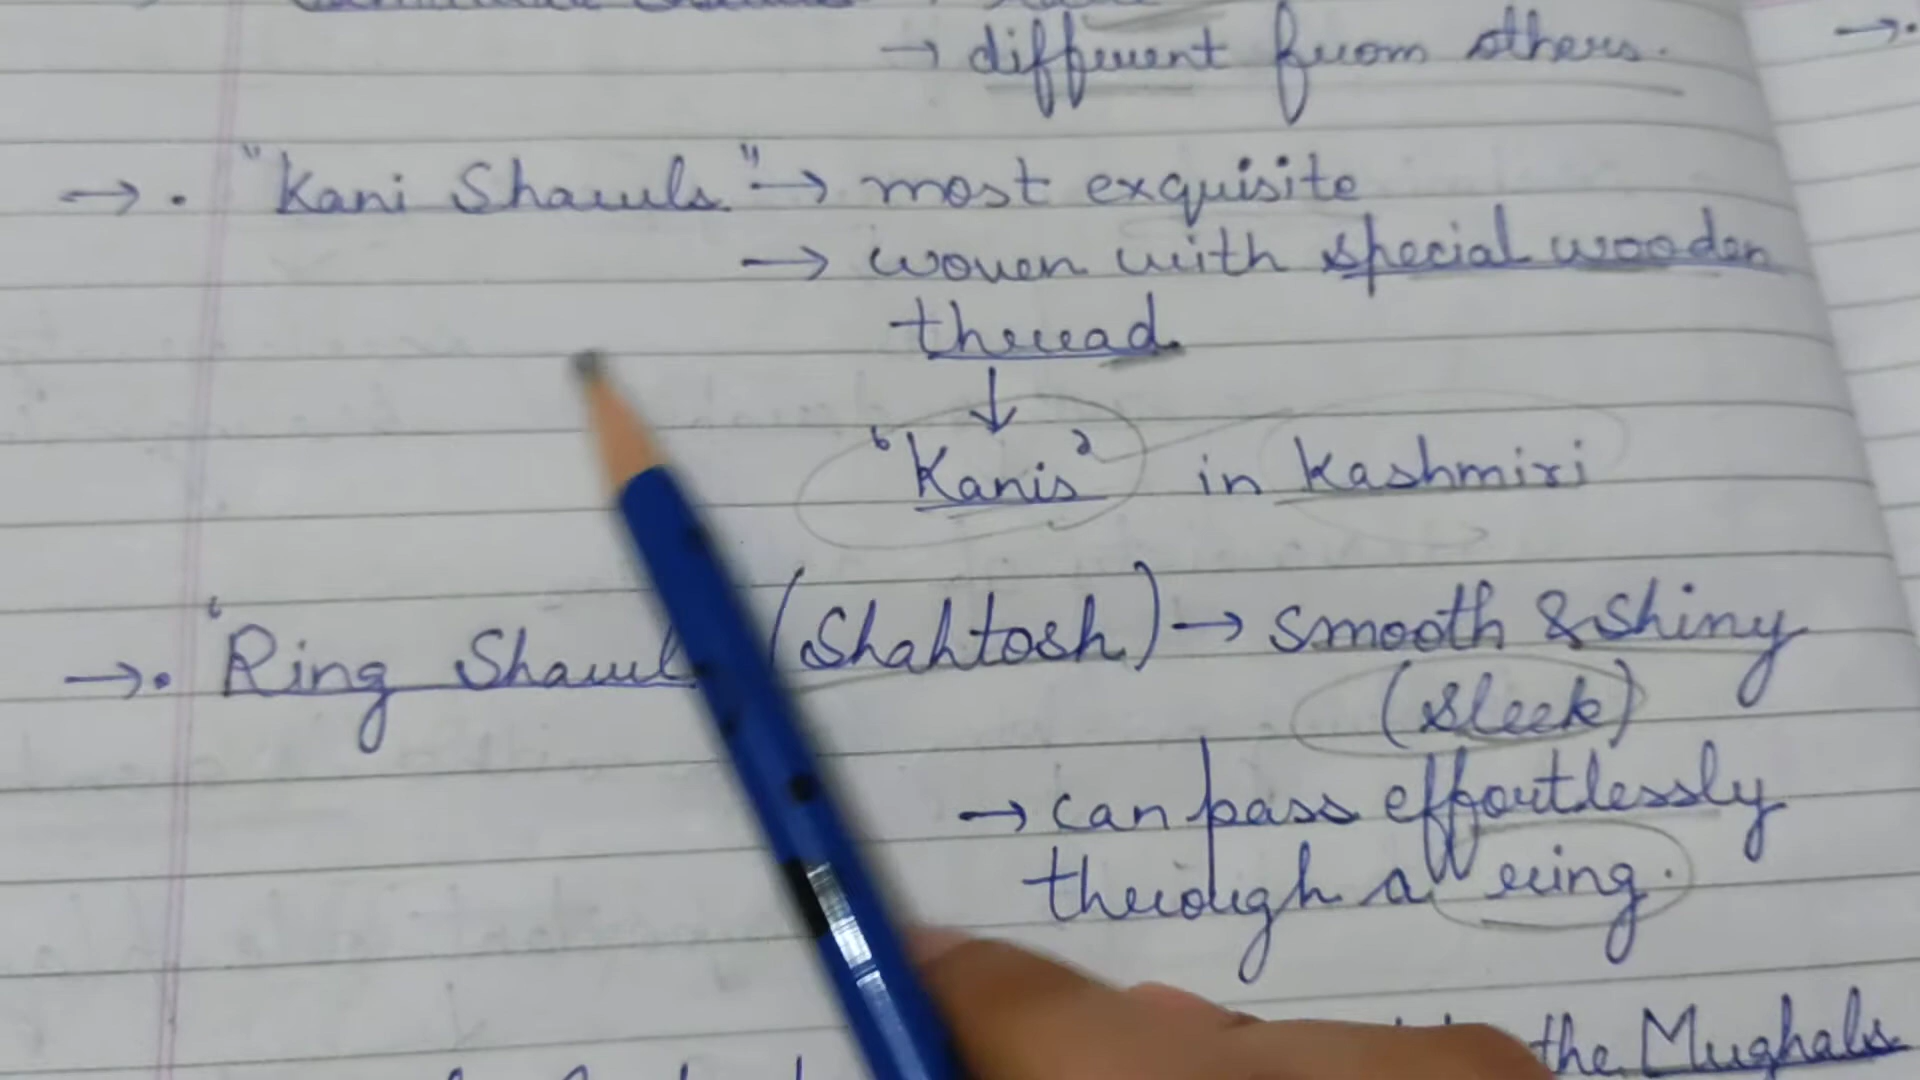 → different from others.
→ • "Kani Shawls" → most exquisite
→ woven with special wooden
thread
↓
'Kanis' in Kashmiri
→ • 'Ring Shawl (Shahtosh) → smooth & shiny
(sleek)
→ can pass effortlessly
through a ring.
the Mughals